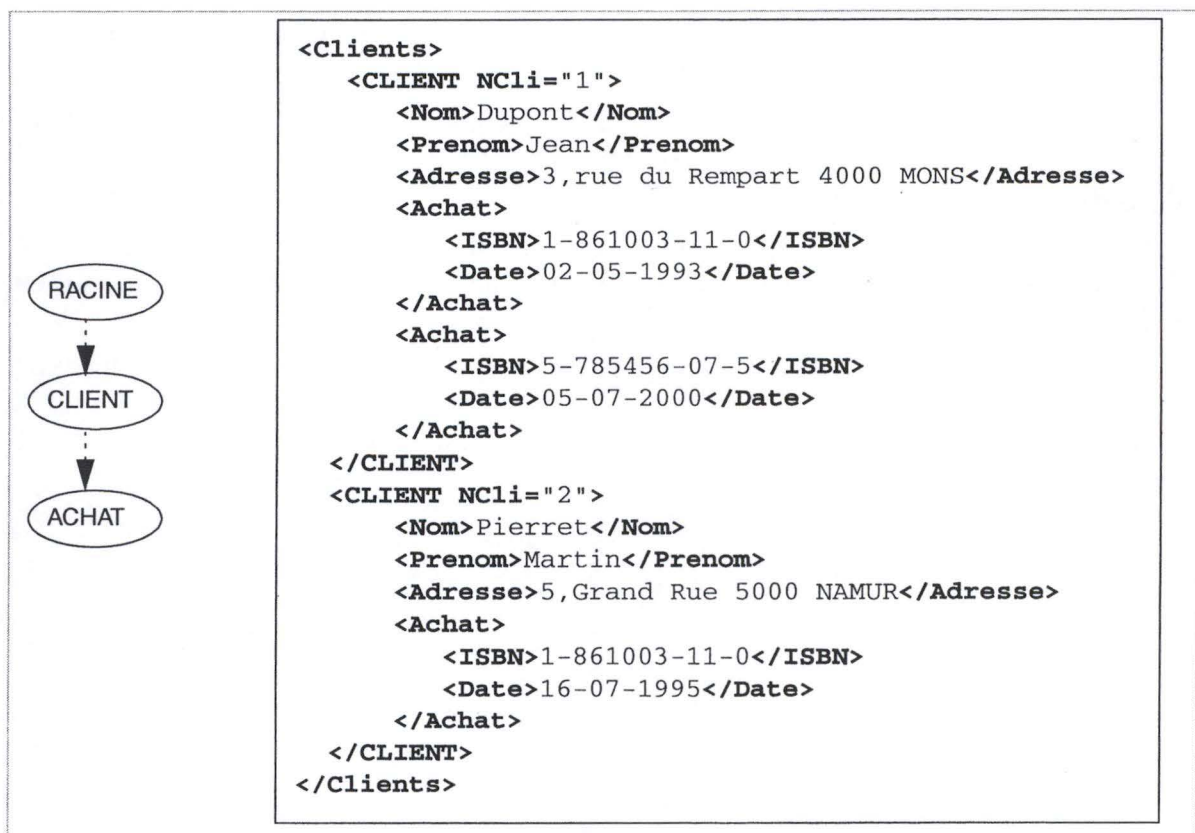 RACINE
CLIENT
ACHAT
<Clients>
<CLIENT NCli="1">
<Nom>Dupont</Nom>
<Prenom>Jean</Prenom>
<Adresse>3,rue du Rempart 4000 MONS</Adresse>
<Achat>
<ISBN>1-861003-11-0</ISBN>
<Date>02-05-1993</Date>
</Achat>
<Achat>
<ISBN>5-785456-07-5</ISBN>
<Date>05-07-2000</Date>
</Achat>
</CLIENT>
<CLIENT NCli="2">
<Nom>Pierret</Nom>
<Prenom>Martin</Prenom>
<Adresse>5,Grand Rue 5000 NAMUR</Adresse>
<Achat>
<ISBN>1-861003-11-0</ISBN>
<Date>16-07-1995</Date>
</Achat>
</CLIENT>
</Clients>